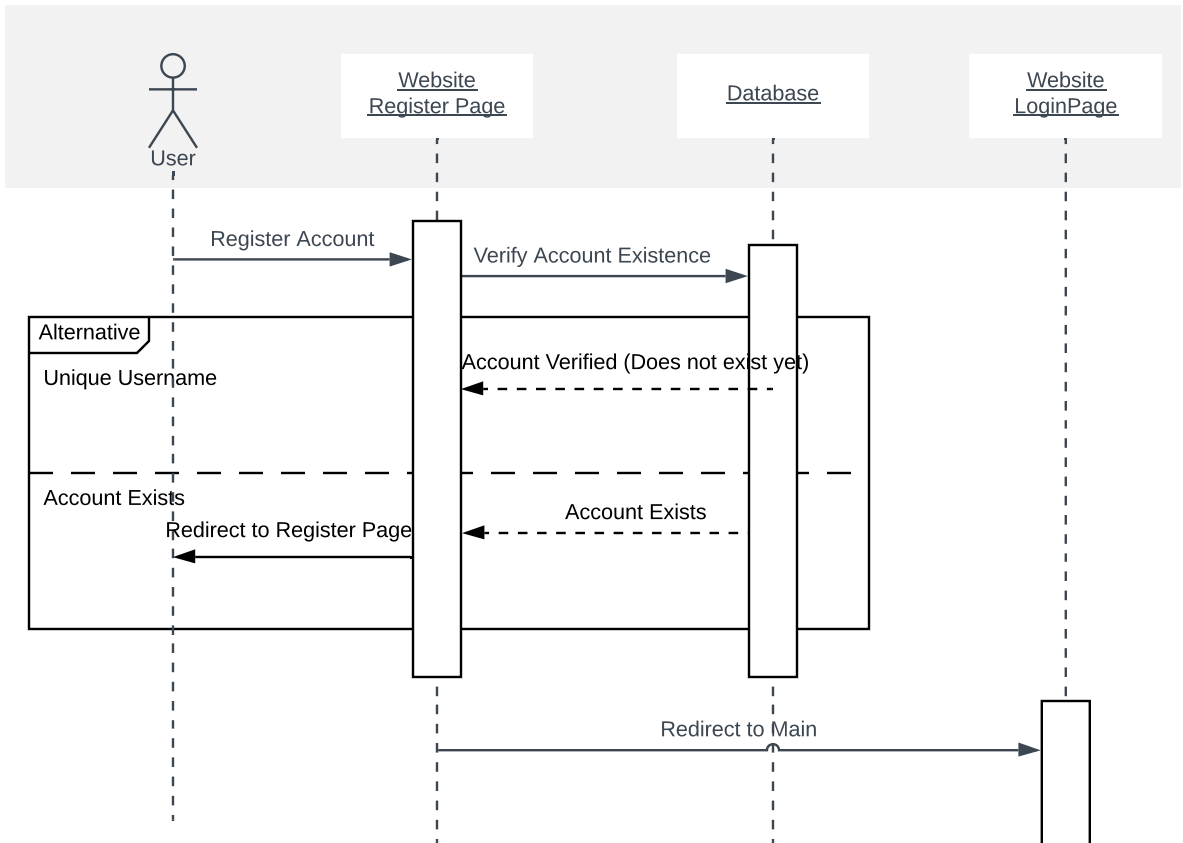 Website
Register Page
Database
Website
LoginPage
User
Register Account
Verify Account Existence
Alternative
Account Verified (Does not exist yet)
Unique Username
Account Exists
Account Exists
Redirect to Register Page
Redirect to Main